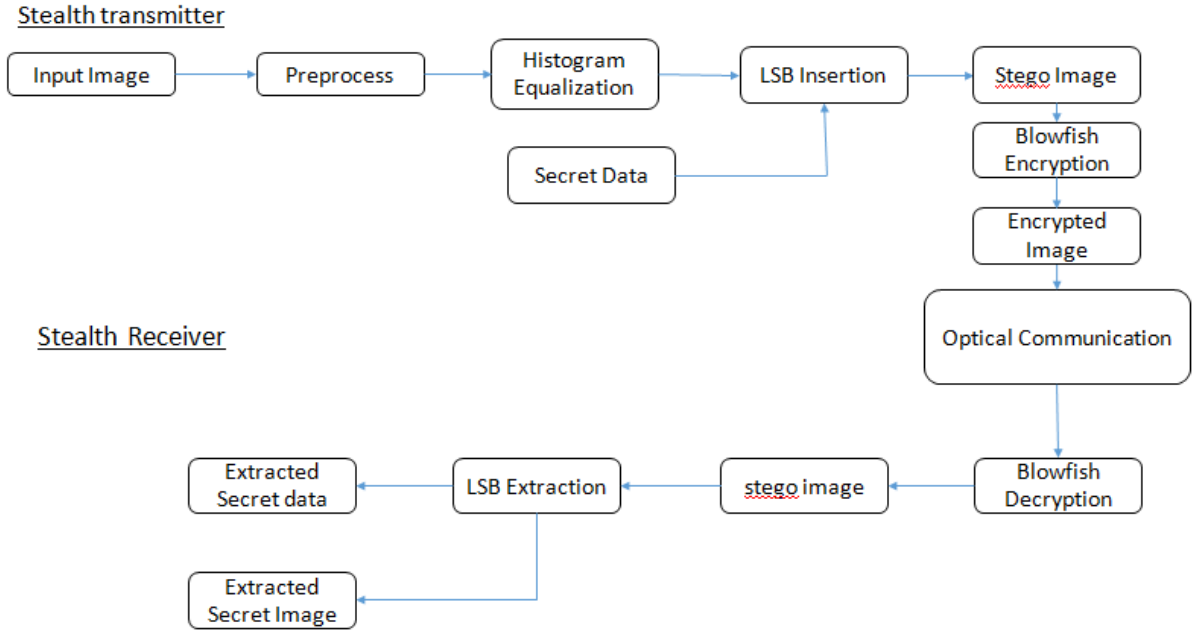 Stealth transmitter
Input Image
Preprocess
Histogram
Equalization
LSB Insertion
Stego Image
Secret Data
Blowfish
Encryption
Encrypted
Image
Optical Communication
Stealth Receiver
Blowfish
Decryption
stego image
LSB Extraction
Extracted
Secret data
Extracted
Secret Image